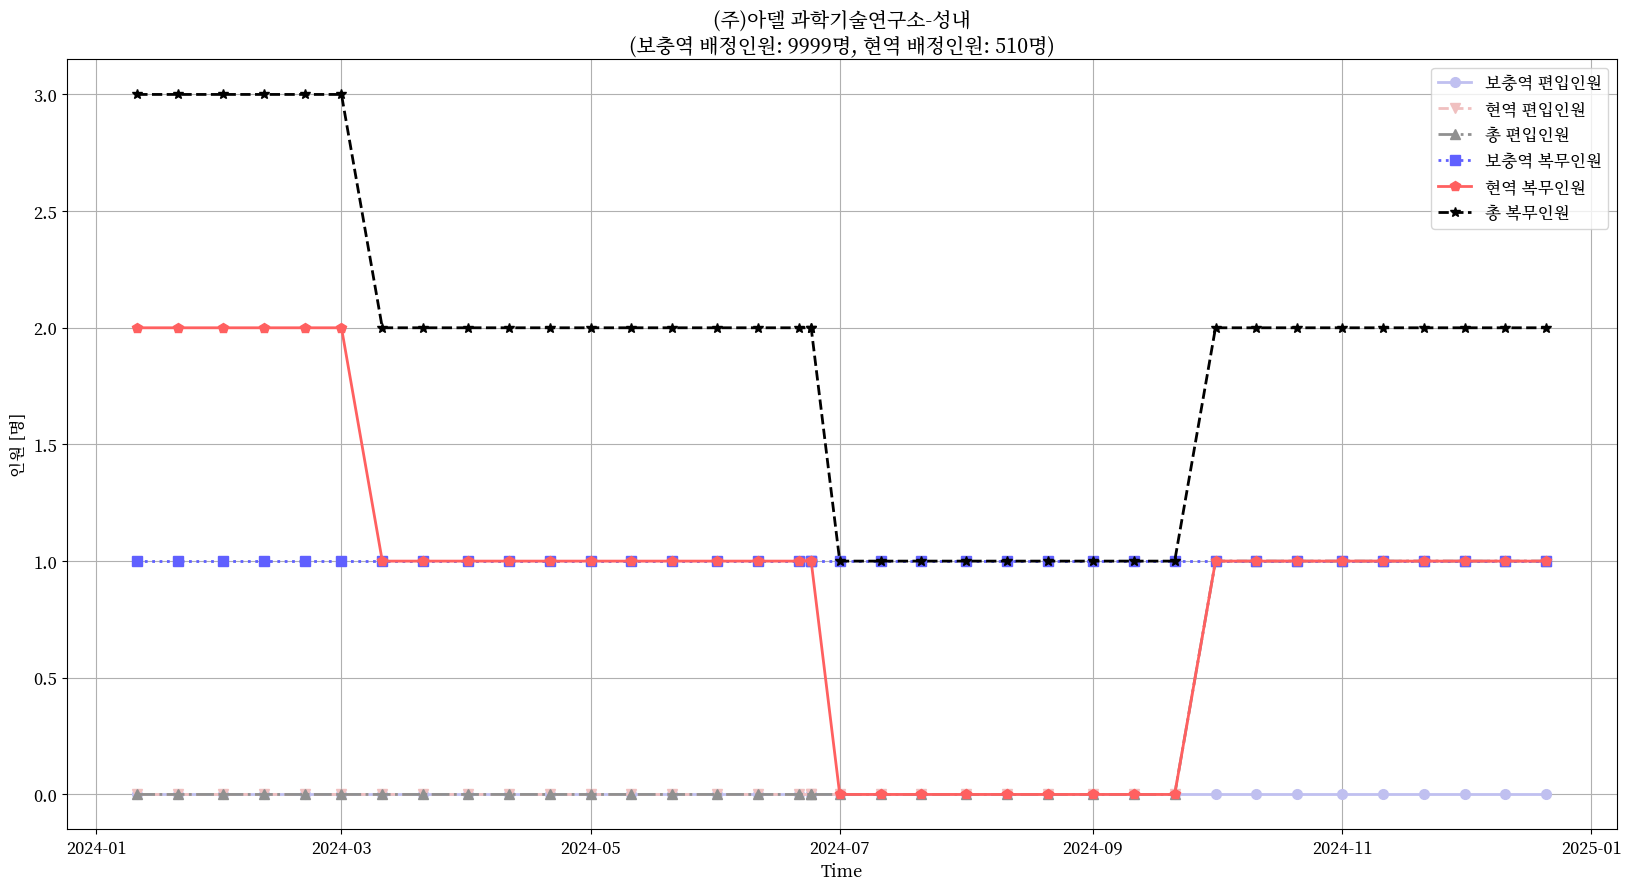 (주)아델 과학기술연구소-성내
(보충역 배정인원: 9999명, 현역 배정인원: 510명)
보충역 편입인원
현역 편입인원
총 편입인원
보충역 복무인원
현역 복무인원
총 복무인원
인원 [명]
3.0
2.5
2.0
1.5
1.0
0.5
0.0
2024-01 2024-03 2024-05 2024-07 2024-09 2024-11 2025-01
Time